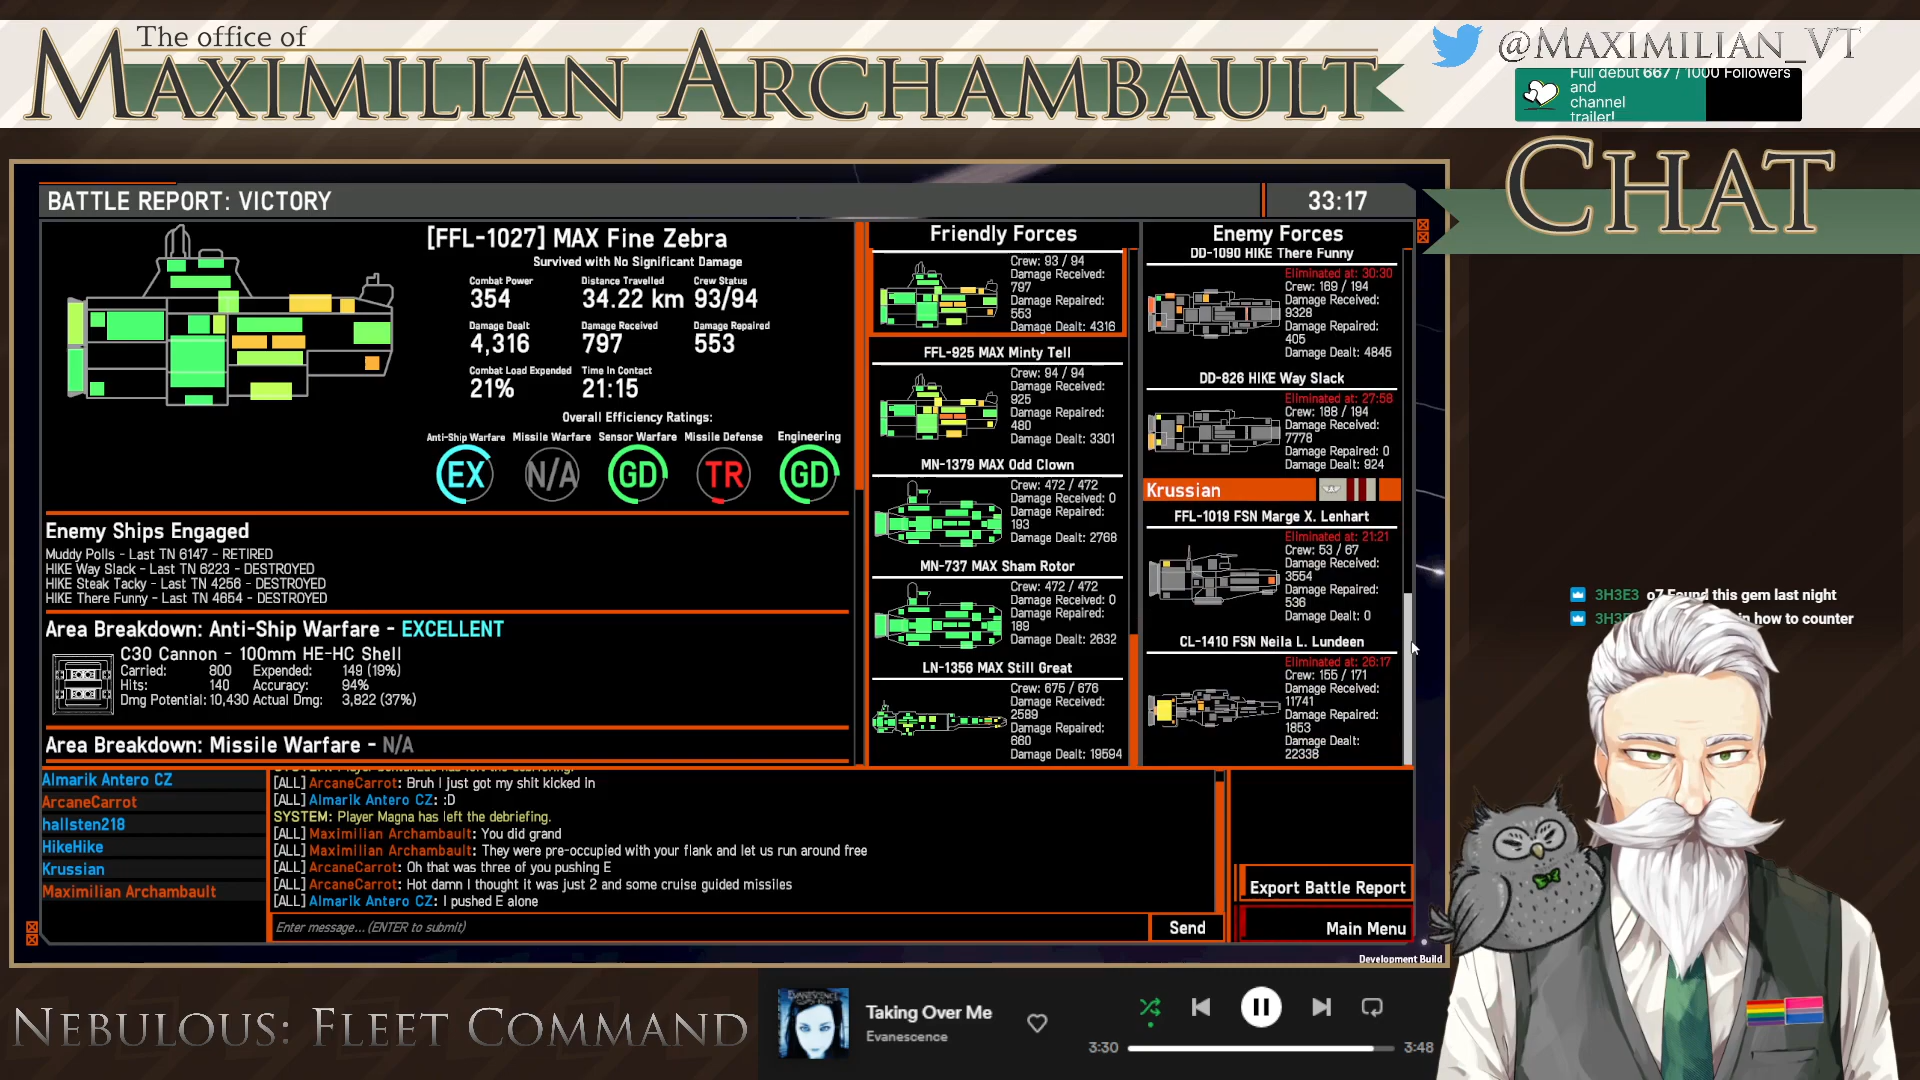 The office of
MAXIMILIAN ARCHAMBAULT
@MAXIMILIAN_VT
Full debut 667 / 1000 Followers
and
channel
trailer!
CHAT
BATTLE REPORT: VICTORY
33:17
[FFL-1027] MAX Fine Zebra
Survived with No Significant Damage
Combat Power
Distance Travelled
Crew Status
354
34.22 km
93/94
Damage Dealt
Damage Received
Damage Repaired
4,316
797
553
Combat Load Expended
Time In Contact
21%
21:15
Overall Efficiency Ratings:
Anti-Ship Warfare
Missile Warfare
Sensor Warfare
Missile Defense
Engineering
EX
N/A
GD
TR
GD
Enemy Ships Engaged
Muddy Polls - Last TN 6147 - RETIRED
HIKE Way Slack - Last TN 6223 - DESTROYED
HIKE Steak Tacky - Last TN 4256 - DESTROYED
HIKE There Funny - Last TN 4654 - DESTROYED
Area Breakdown: Anti-Ship Warfare - EXCELLENT
C30 Cannon - 100mm HE-HC Shell
Carried: 800 Expended: 149 (19%)
Hits: 140 Accuracy: 94%
Dmg Potential: 10,430 Actual Dmg: 3,822 (37%)
Area Breakdown: Missile Warfare - N/A
Friendly Forces
Crew: 93 / 94
Damage Received:
797
Damage Repaired:
553
Damage Dealt: 4316
FFL-925 MAX Minty Tell
Crew: 94 / 94
Damage Received:
925
Damage Repaired:
480
Damage Dealt: 3301
MN-1379 MAX Odd Clown
Crew: 472 / 472
Damage Received: 0
Damage Repaired:
193
Damage Dealt: 2768
MN-737 MAX Sham Rotor
Crew: 472 / 472
Damage Received: 0
Damage Repaired:
189
Damage Dealt: 2632
LN-1356 MAX Still Great
Crew: 675 / 676
Damage Received:
2589
Damage Repaired:
660
Damage Dealt: 19594
Enemy Forces
DD-1090 HIKE There Funny
Eliminated at: 30:30
Crew: 169 / 194
Damage Received:
9328
Damage Repaired:
405
Damage Dealt: 4845
DD-826 HIKE Way Slack
Eliminated at: 27:58
Crew: 188 / 194
Damage Received:
7778
Damage Repaired: 0
Damage Dealt: 924
Krussian
FFL-1019 FSN Marge X. Lenhart
Eliminated at: 21:21
Crew: 53 / 67
Damage Received:
3554
Damage Repaired:
536
Damage Dealt: 0
CL-1410 FSN Neila L. Lundeen
Eliminated at: 26:17
Crew: 155 / 171
Damage Received:
11741
Damage Repaired:
1853
Damage Dealt:
22338
Almarik Antero CZ
ArcaneCarrot
hallsten218
HikeHike
Krussian
Maximilian Archambault
has left the debriefing.
[ALL] ArcaneCarrot: Bruh I just got my shit kicked in
[ALL] Almarik Antero CZ: :D
SYSTEM: Player Magna has left the debriefing.
[ALL] Maximilian Archambault: You did grand
[ALL] Maximilian Archambault: They were pre-occupied with your flank and let us run around free
[ALL] ArcaneCarrot: Oh that was three of you pushing E
[ALL] ArcaneCarrot: Hot damn I thought it was just 2 and some cruise guided missiles
[ALL] Almarik Antero CZ: I pushed E alone
Enter message... (ENTER to submit)
Send
Export Battle Report
Main Menu
Development Build
3H3E3 o7 Found this gem last night
how to counter
NEBULOUS: FLEET COMMAND
EVANESCENCE
Taking Over Me
Evanescence
3:30
3:48